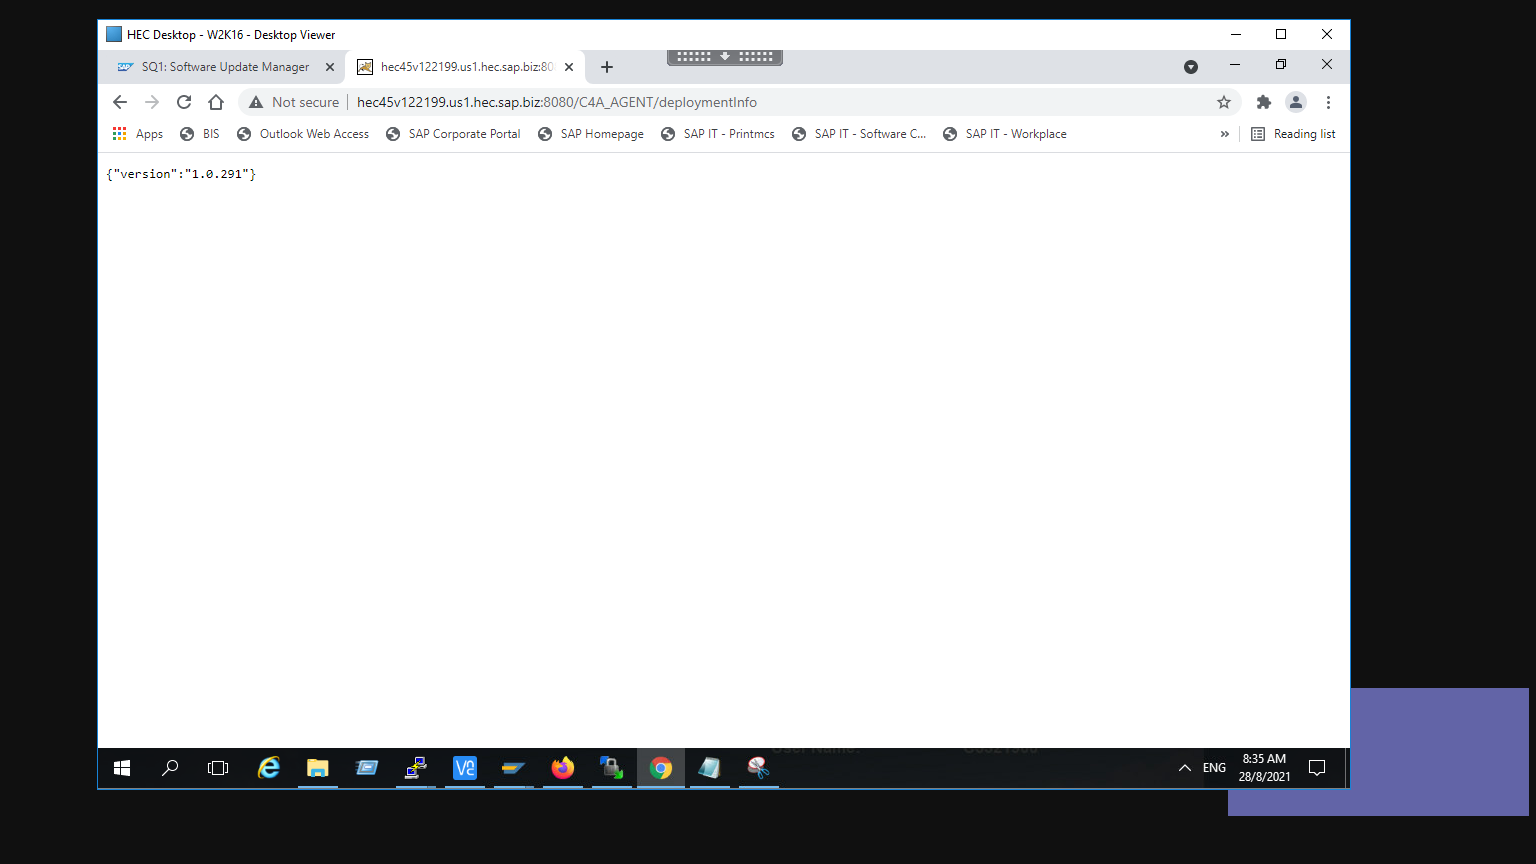 HEC Desktop - W2K16 - Desktop Viewer
SAP SQ1: Software Update Manager
hec45v122199.us1.hec.sap.biz:80
Not secure
hec45v122199.us1.hec.sap.biz:8080/C4A_AGENT/deploymentInfo
Apps BIS Outlook Web Access SAP Corporate Portal SAP Homepage SAP IT - Printmcs SAP IT - Software C... SAP IT - Workplace » Reading list
{"version":"1.0.291"}
ENG
8:35 AM
28/8/2021